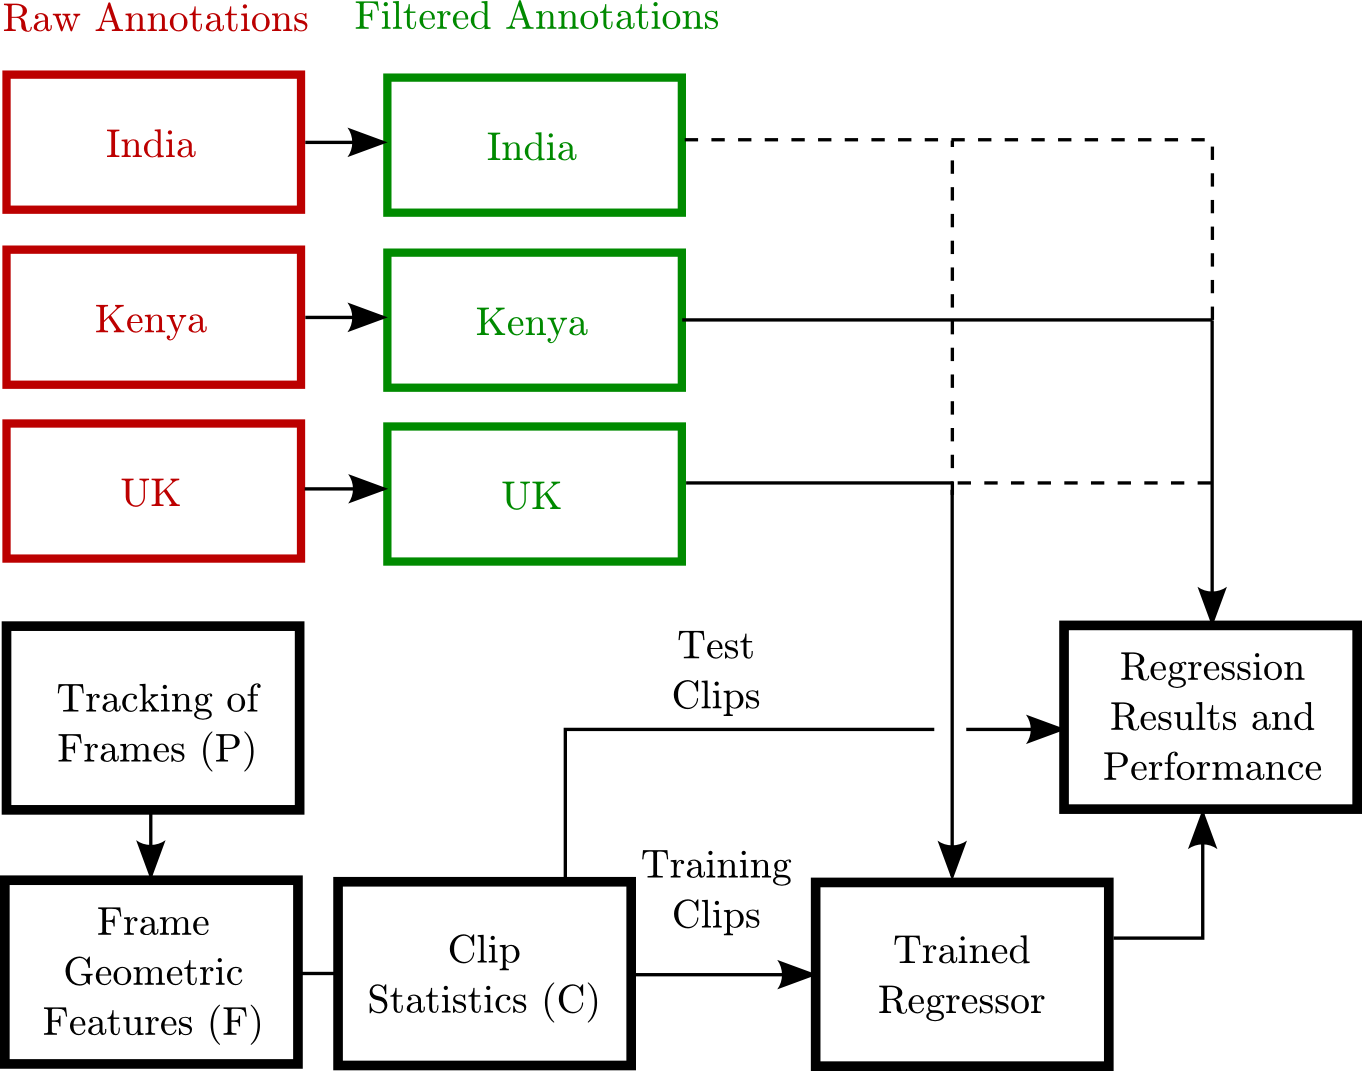 Raw Annotations
Filtered Annotations
India
India
Kenya
Kenya
UK
UK
Tracking of
Frames (P)
Test
Clips
Regression
Results and
Performance
Frame
Geometric
Features (F)
Clip
Statistics (C)
Training
Clips
Trained
Regressor